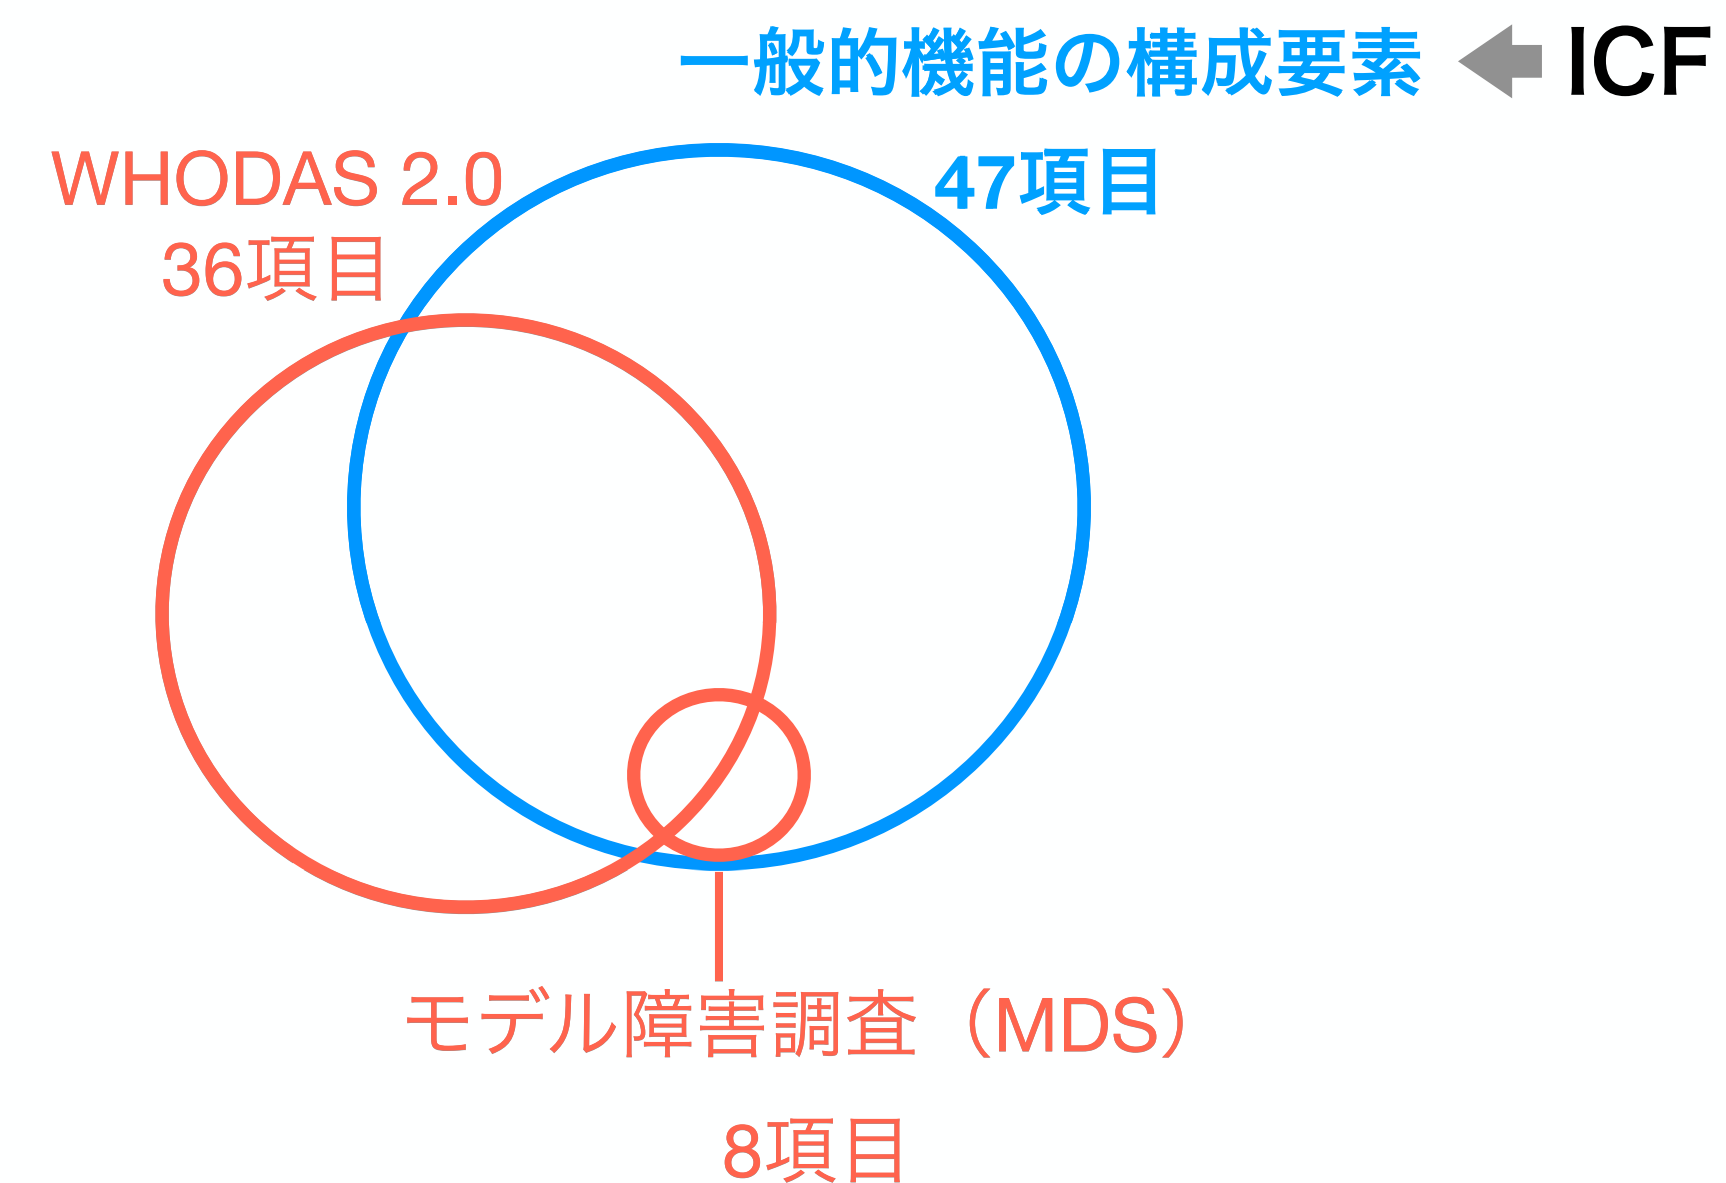 一般的機能の構成要素 ICF
47項目
WHODAS 2.0
36項目
モデル障害調査（MDS）
8項目